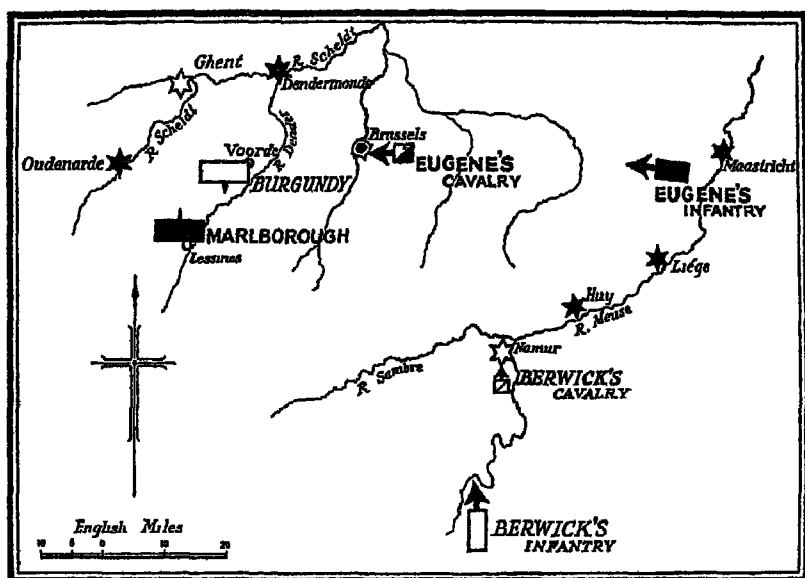 Ghent
R Scheldt
Dendermonde
R Scheldt
R Dender
Oudenarde
Voorde
BURGUNDY
Brussels
EUGENE'S
CAVALRY
Maastricht
EUGENE'S
INFANTRY
MARLBOROUGH
Lessines
Liége
Huy
R. Meuse
Namur
R Sambre
BERWICK'S
CAVALRY
English Miles
10 5 0 10 20
BERWICK'S
INFANTRY